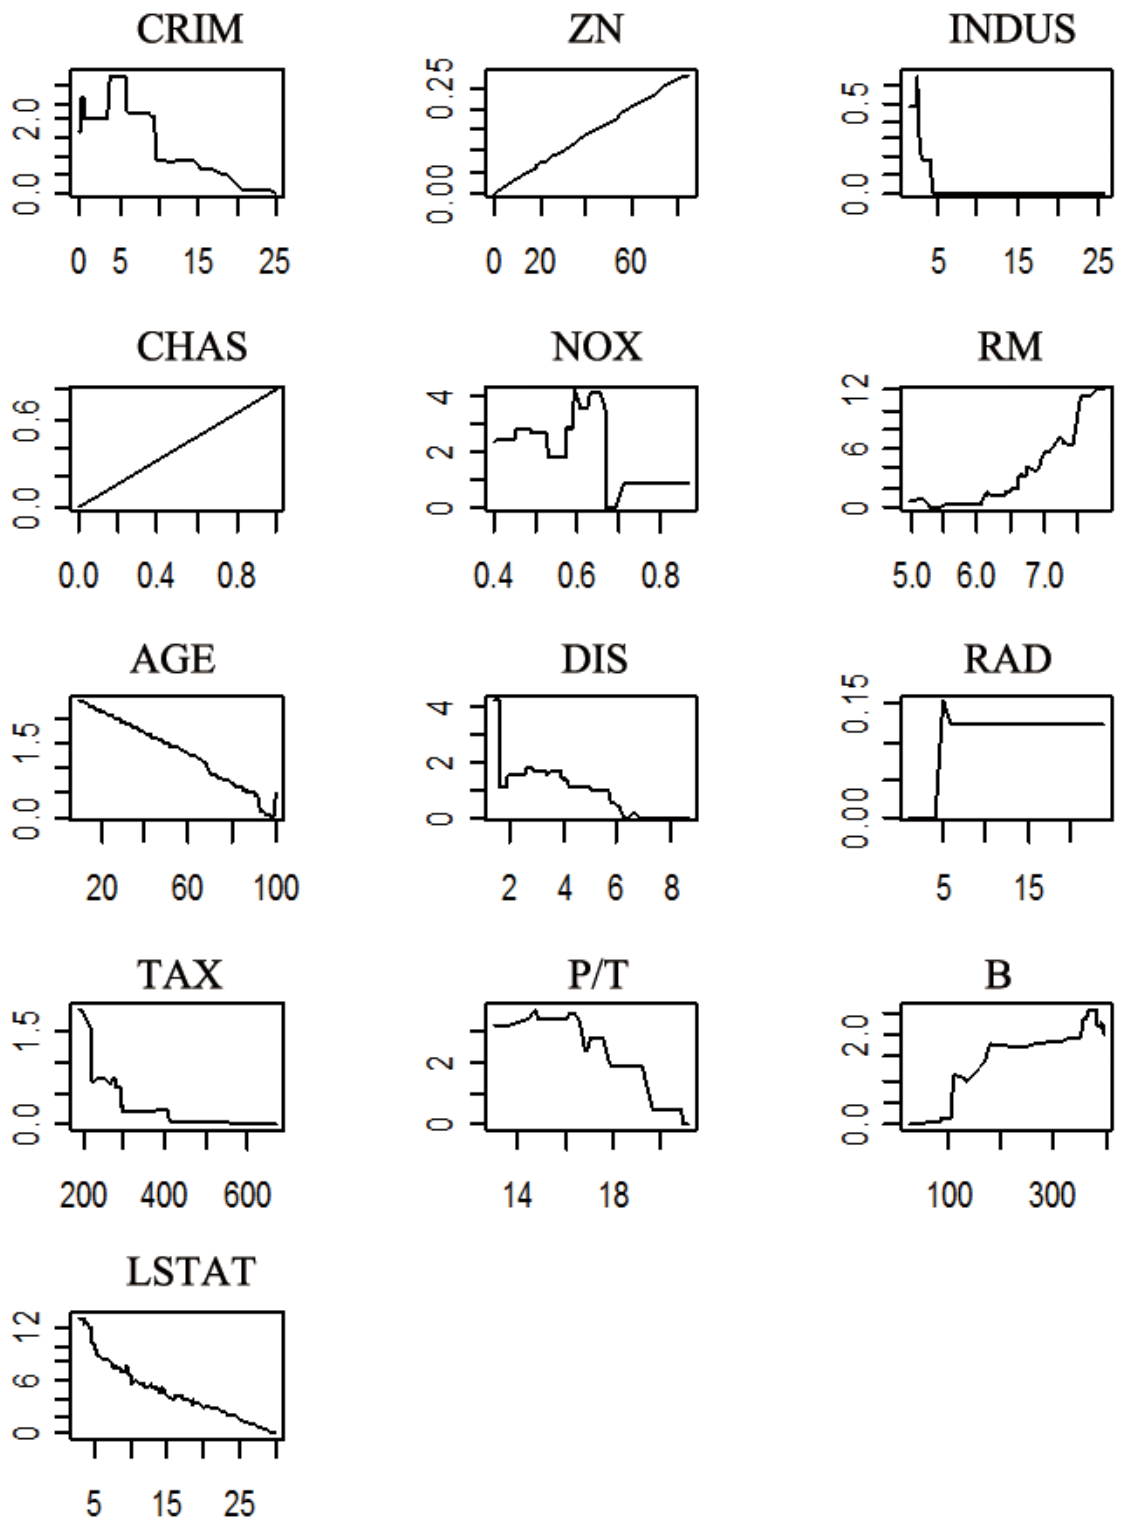 CRIM ZN INDUS
0.0 2.0 0.00 0.25 0.0 0.5
0 5 15 25 0 20 60 5 15 25
CHAS NOX RM
0.0 0.6 0 2 4 0 6 12
0.0 0.4 0.8 0.4 0.6 0.8 5.0 6.0 7.0
AGE DIS RAD
0.0 1.5 0 2 4 0.00 0.15
20 60 100 2 4 6 8 5 15
TAX P/T B
0.0 1.5 0 2 0.0 2.0
200 400 600 14 18 100 300
LSTAT
0 6 12
5 15 25